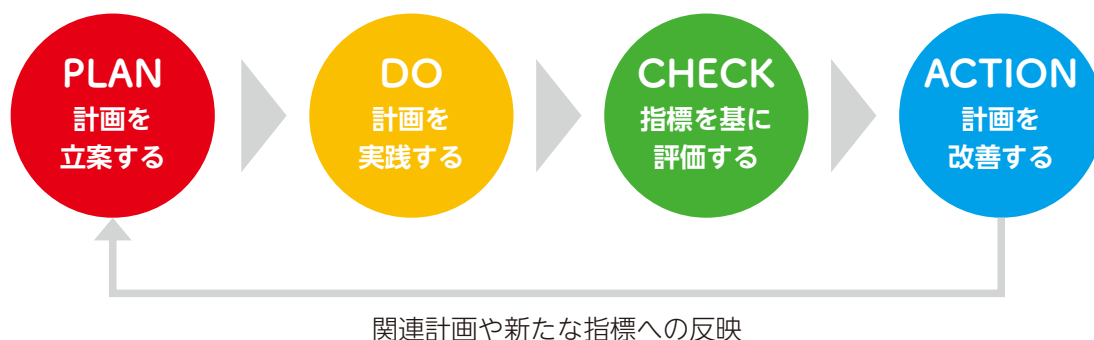 PLAN
計画を
立案する
DO
計画を
実践する
CHECK
指標を基に
評価する
ACTION
計画を
改善する
関連計画や新たな指標への反映